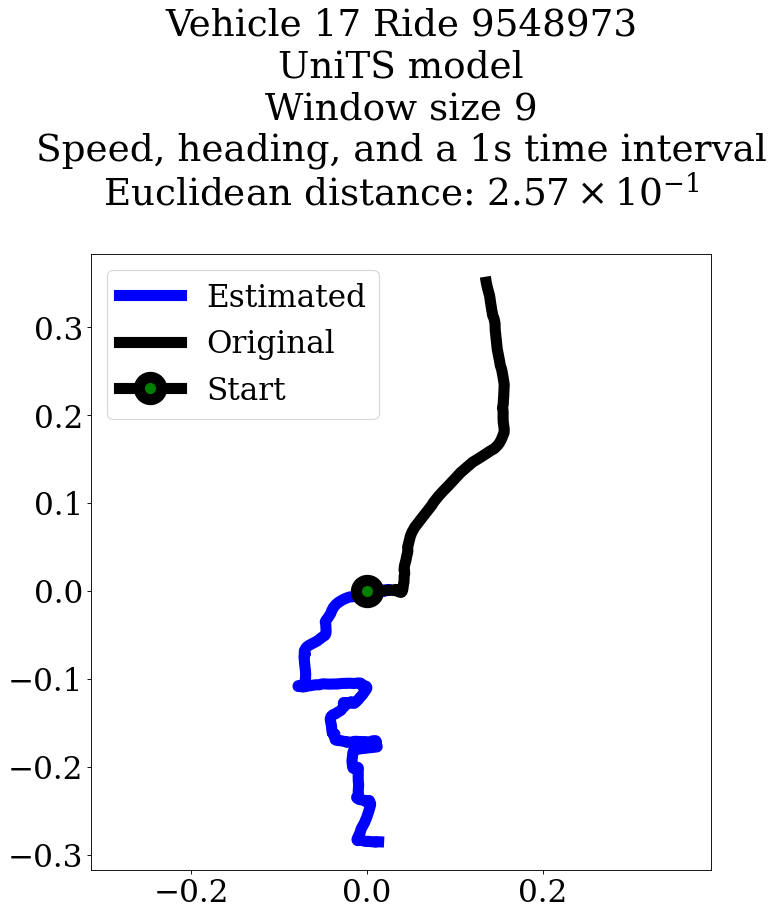 Vehicle 17 Ride 9548973
UniTS model
Window size 9
Speed, heading, and a 1s time interval
Euclidean distance: 2.57 × 10⁻¹
Estimated
Original
Start
0.3
0.2
0.1
0.0
−0.1
−0.2
−0.3
−0.2 0.0 0.2